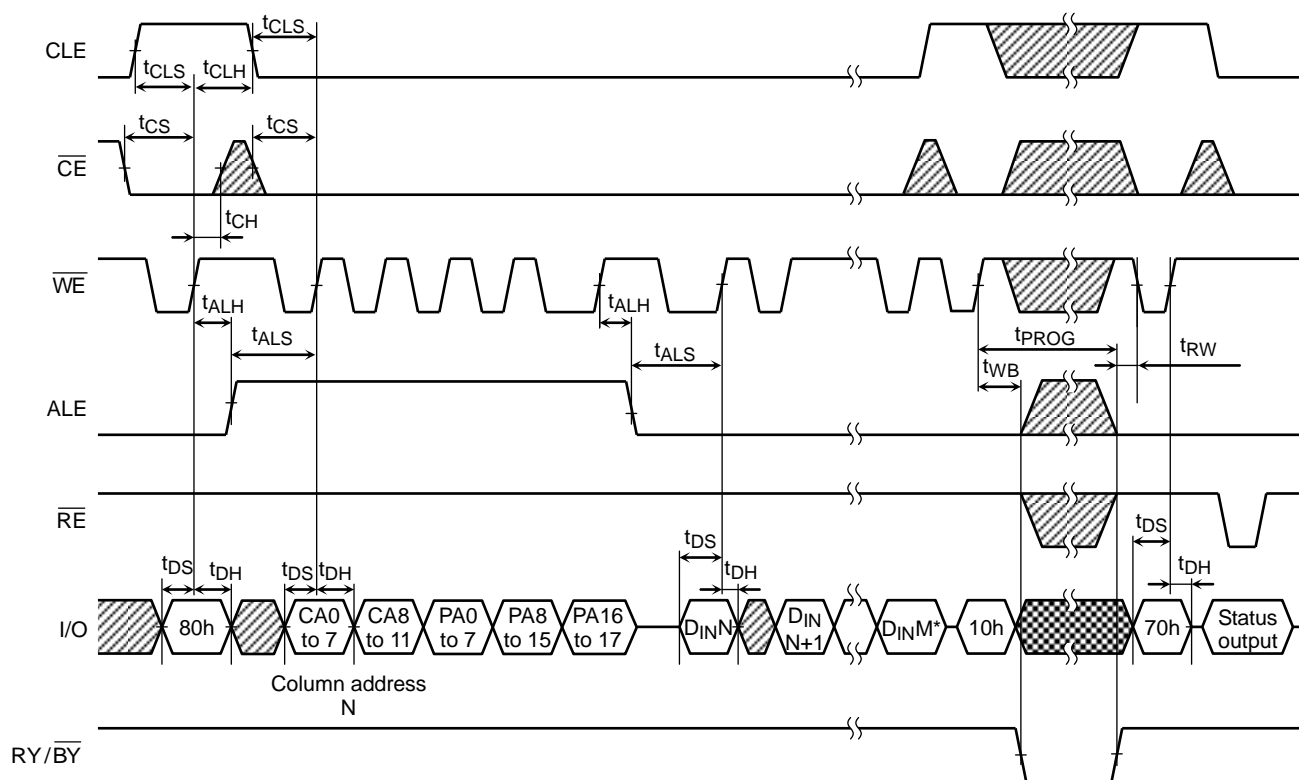 CLE
tCLS
tCLS
tCLH
CE
tCS
tCS
tCH
WE
tALH
tALS
tALH
tALS
tPROG
tRW
tWB
ALE
RE
tDS
tDH
tDS
tDH
tDS
tDH
tDS
tDH
I/O
80h
CA0
to 7
CA8
to 11
PA0
to 7
PA8
to 15
PA16
to 17
DINN
DIN
N+1
DINM*
10h
70h
Status
output
Column address
N
RY/BY